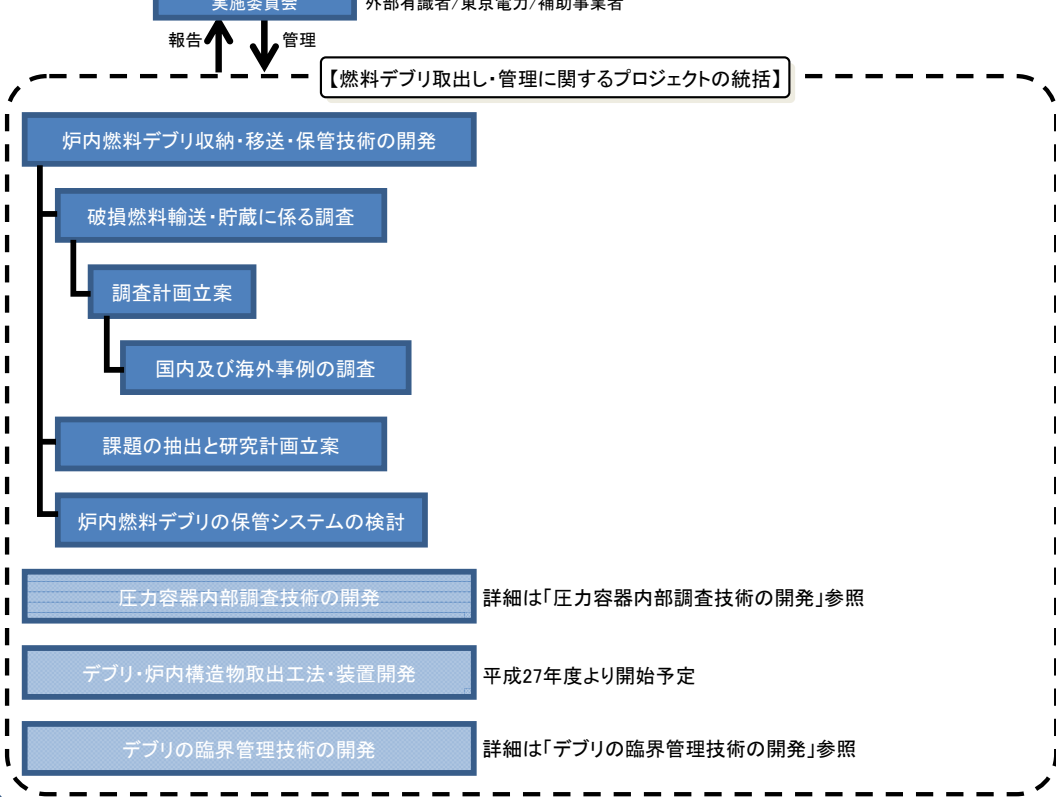 実施委員会 外部有識者/東京電力/補助事業者
報告 管理
【燃料デブリ取出し・管理に関するプロジェクトの統括】
炉内燃料デブリ収納・移送・保管技術の開発
破損燃料輸送・貯蔵に係る調査
調査計画立案
国内及び海外事例の調査
課題の抽出と研究計画立案
炉内燃料デブリの保管システムの検討
圧力容器内部調査技術の開発 詳細は「圧力容器内部調査技術の開発」参照
デブリ・炉内構造物取出工法・装置開発 平成27年度より開始予定
デブリの臨界管理技術の開発 詳細は「デブリの臨界管理技術の開発」参照